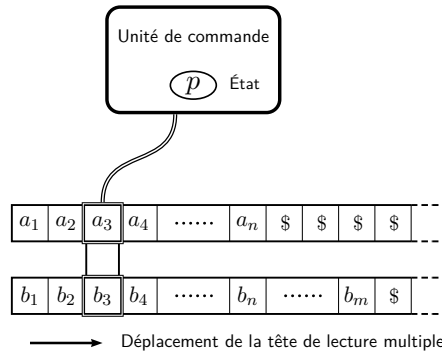 Unité de commande
p État
a₁ a₂ a₃ a₄ ...... aₙ $ $ $ $
b₁ b₂ b₃ b₄ ...... bₙ ...... bₘ $
Déplacement de la tête de lecture multiple